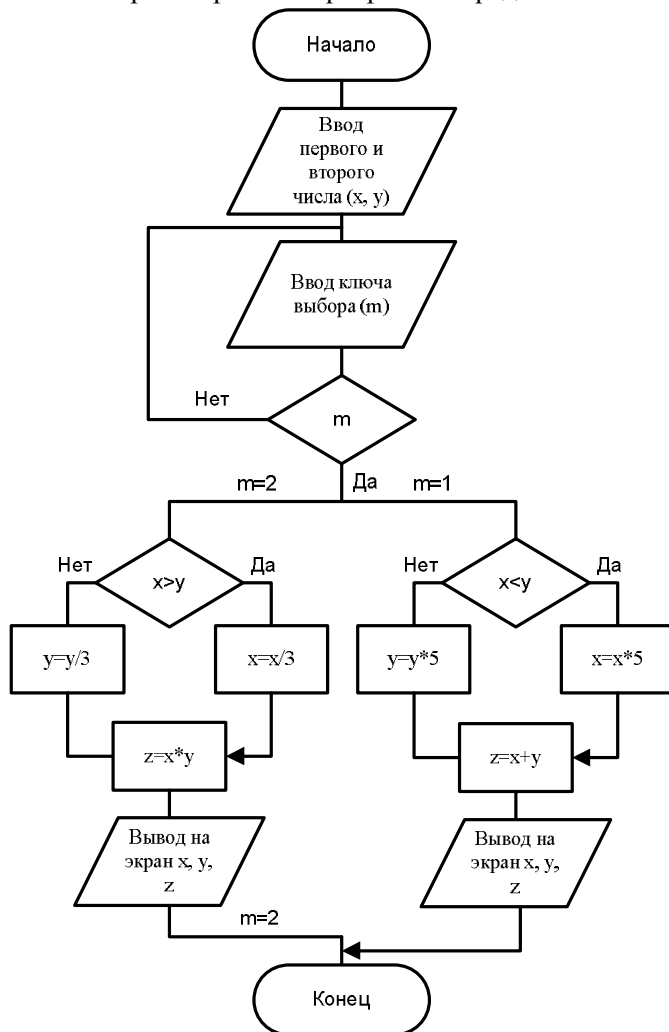 Начало
Ввод
первого и
второго
числа (x, y)
Ввод ключа
выбора (m)
Нет
m
m=2
Да
m=1
Нет
x>y
Да
Нет
x<y
Да
y=y/3
x=x/3
y=y*5
x=x*5
z=x*y
z=x+y
Вывод на
экран x, y,
z
Вывод на
экран x, y,
z
m=2
Конец